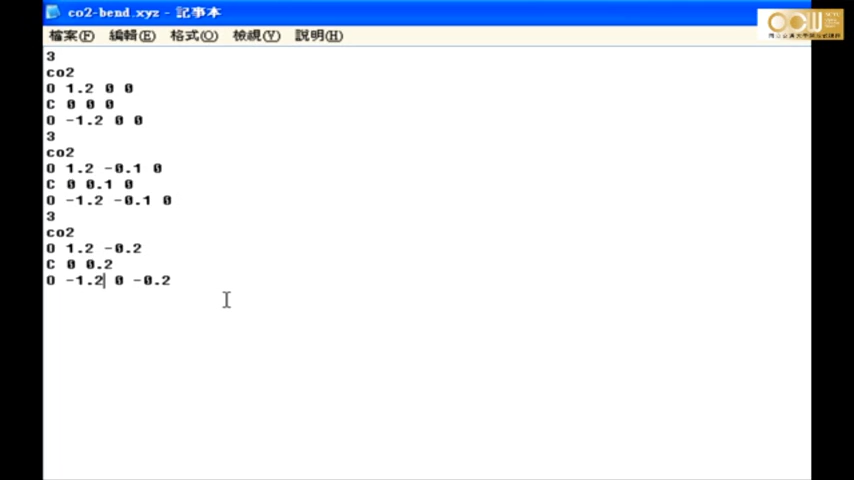 co2-bend.xyz - 記事本
檔案(F) 編輯(E) 格式(O) 檢視(V) 說明(H)
3
co2
O 1.2 0 0
C 0 0 0
O -1.2 0 0
3
co2
O 1.2 -0.1 0
C 0 0.1 0
O -1.2 -0.1 0
3
co2
O 1.2 -0.2
C 0 0.2
O -1.2 0 -0.2
OCW